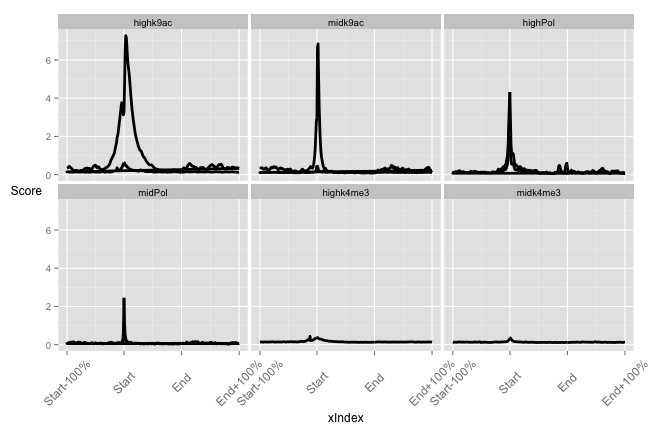 highk9ac midk9ac highPol
6
4
2
0
Score
midPol highk4me3 midk4me3
6
4
2
0
Start-100% Start End End+100% Start-100% Start End End+100% Start-100% Start End End+100%
xIndex